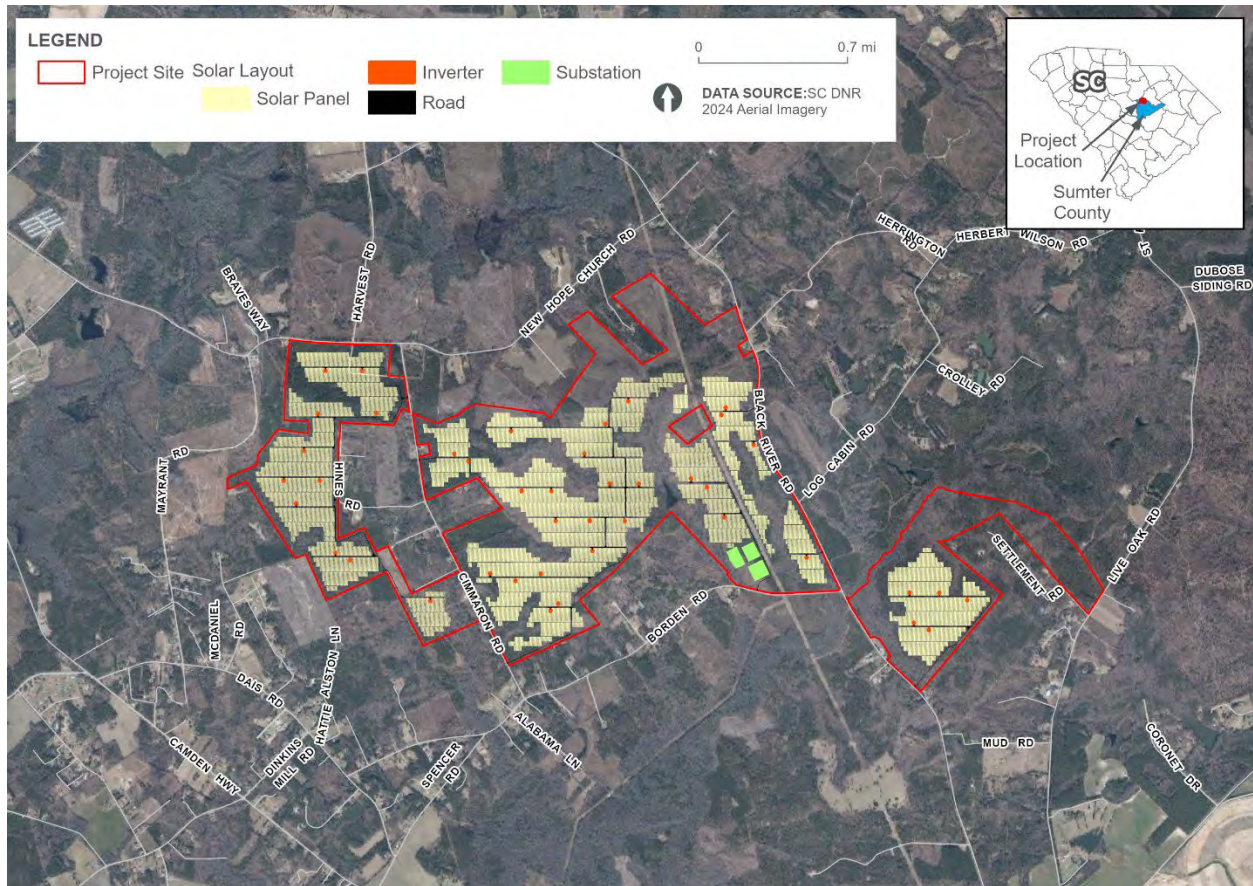 LEGEND
Project Site
Solar Layout
Solar Panel
Inverter
Road
Substation
0 0.7 mi
DATA SOURCE:SC DNR
2024 Aerial Imagery
SC
Project
Location
Sumter
County
HERRINGTON
RD
HERBERT WILSON RD
DUBOSE
SIDING RD
BRAVESWAY
HARVEST RD
NEW HOPE CHURCH RD
CROLLEY RD
BLACK RIVER RD
LOG CABIN RD
MAYRANT RD
HINES RD
CIMMARON RD
SETTLEMENT RD
LIVE OAK RD
BORDEN RD
MCDANIEL
RD
DAIS RD
HATTIE ALSTON LN
DINKINS
MILL RD
CAMDEN HWY
SPENCER
RD
ALABAMA LN
MUD RD
CORONET DR